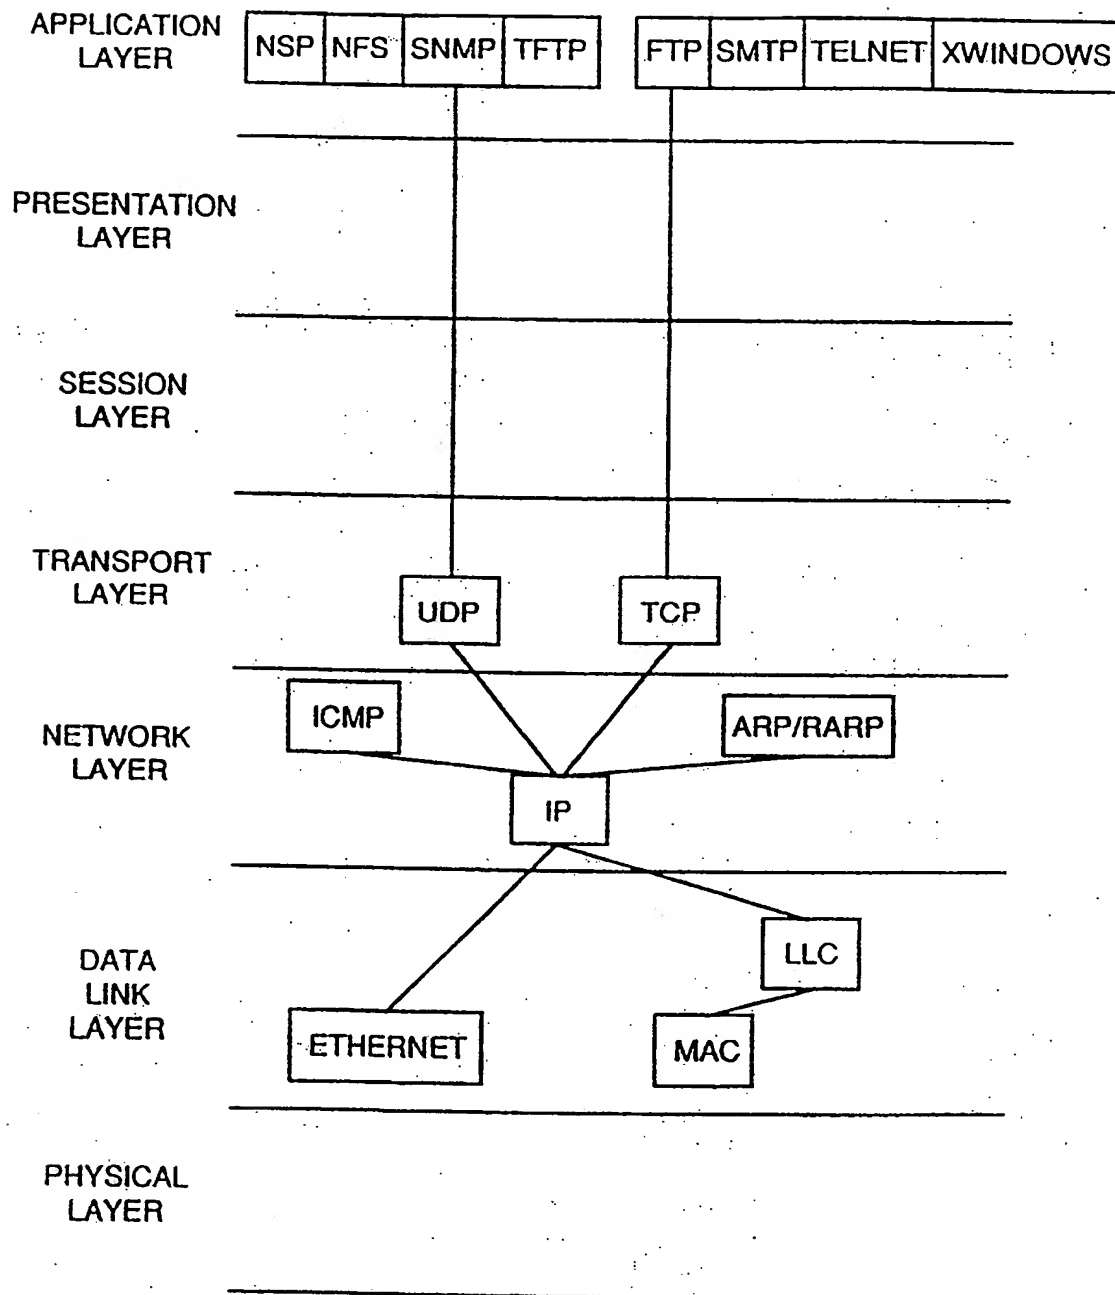 APPLICATION
LAYER
NSP NFS SNMP TFTP
FTP SMTP TELNET XWINDOWS
PRESENTATION
LAYER
SESSION
LAYER
TRANSPORT
LAYER
UDP
TCP
NETWORK
LAYER
ICMP
ARP/RARP
IP
DATA
LINK
LAYER
LLC
ETHERNET
MAC
PHYSICAL
LAYER